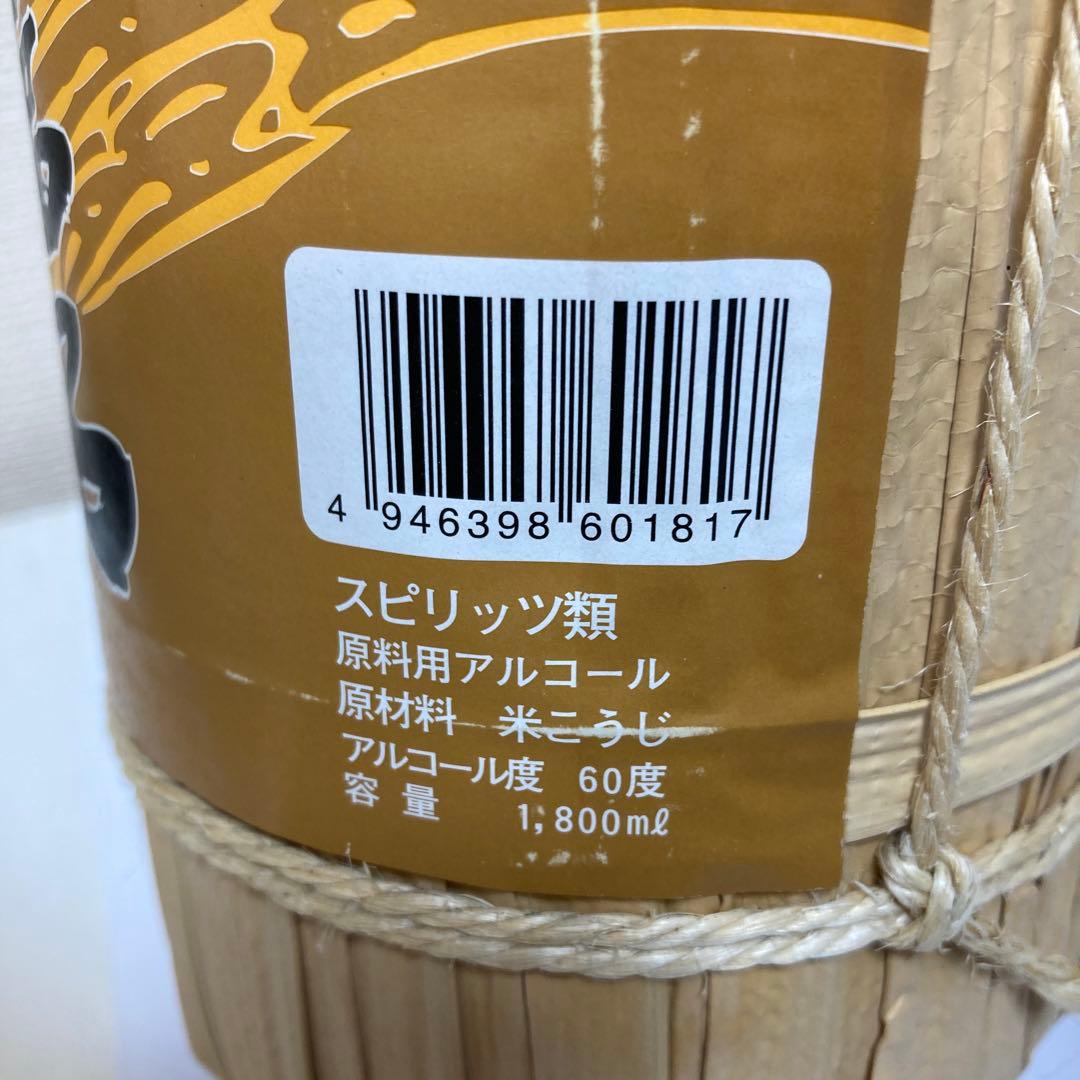 4 946398 601817
スピリッツ類
原料用アルコール
原材料 米こうじ
アルコール度 60度
容量 1,800mℓ